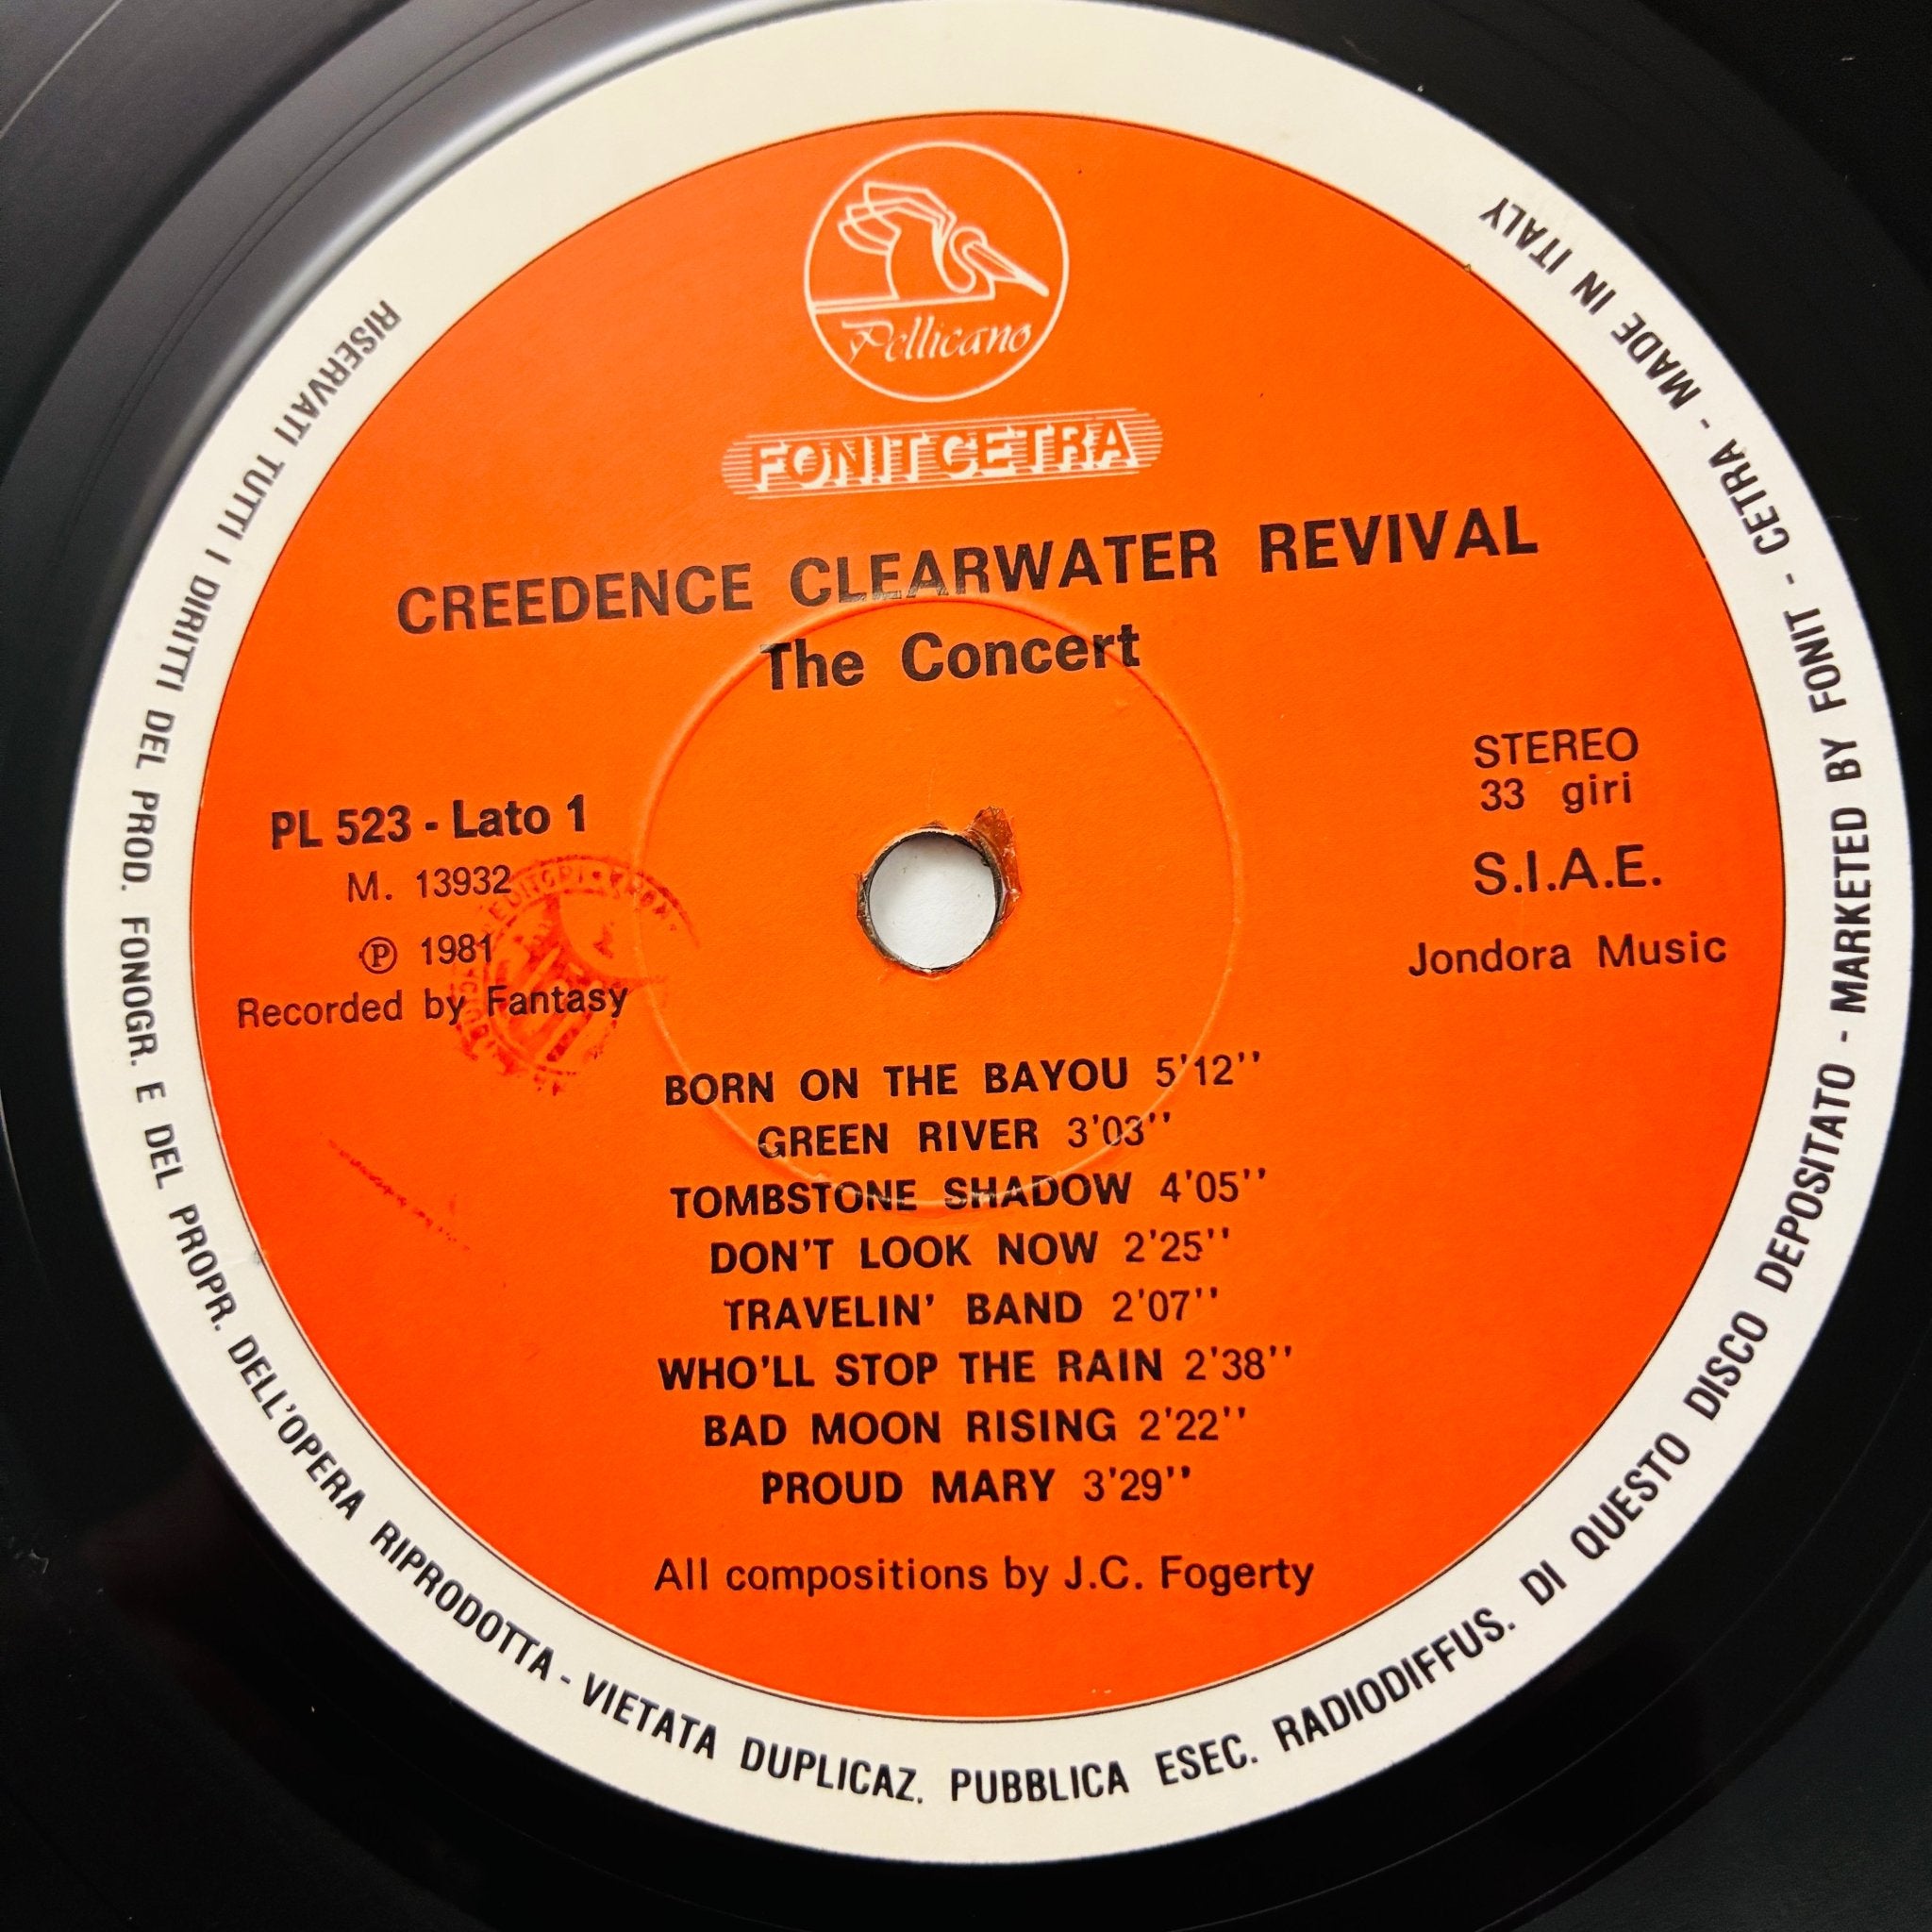 Pellicano
FONIT CETRA
CREEDENCE CLEARWATER REVIVAL
The Concert
PL 523 - Lato 1
M. 13932
Ⓟ 1981
Recorded by Fantasy
STEREO
33 giri
S.I.A.E.
Jondora Music
BORN ON THE BAYOU 5'12''
GREEN RIVER 3'03''
TOMBSTONE SHADOW 4'05''
DON'T LOOK NOW 2'25''
TRAVELIN' BAND 2'07''
WHO'LL STOP THE RAIN 2'38''
BAD MOON RISING 2'22''
PROUD MARY 3'29''
All compositions by J.C. Fogerty
RISERVATI TUTTI I DIRITTI DEL PROD. FONOGR. E DEL PROPR. DELL'OPERA RIPRODOTTA - VIETATA DUPLICAZ. PUBBLICA ESEC. RADIODIFFUS. DI QUESTO DISCO DEPOSITATO - MARKETED BY FONIT - CETRA - MADE IN ITALY